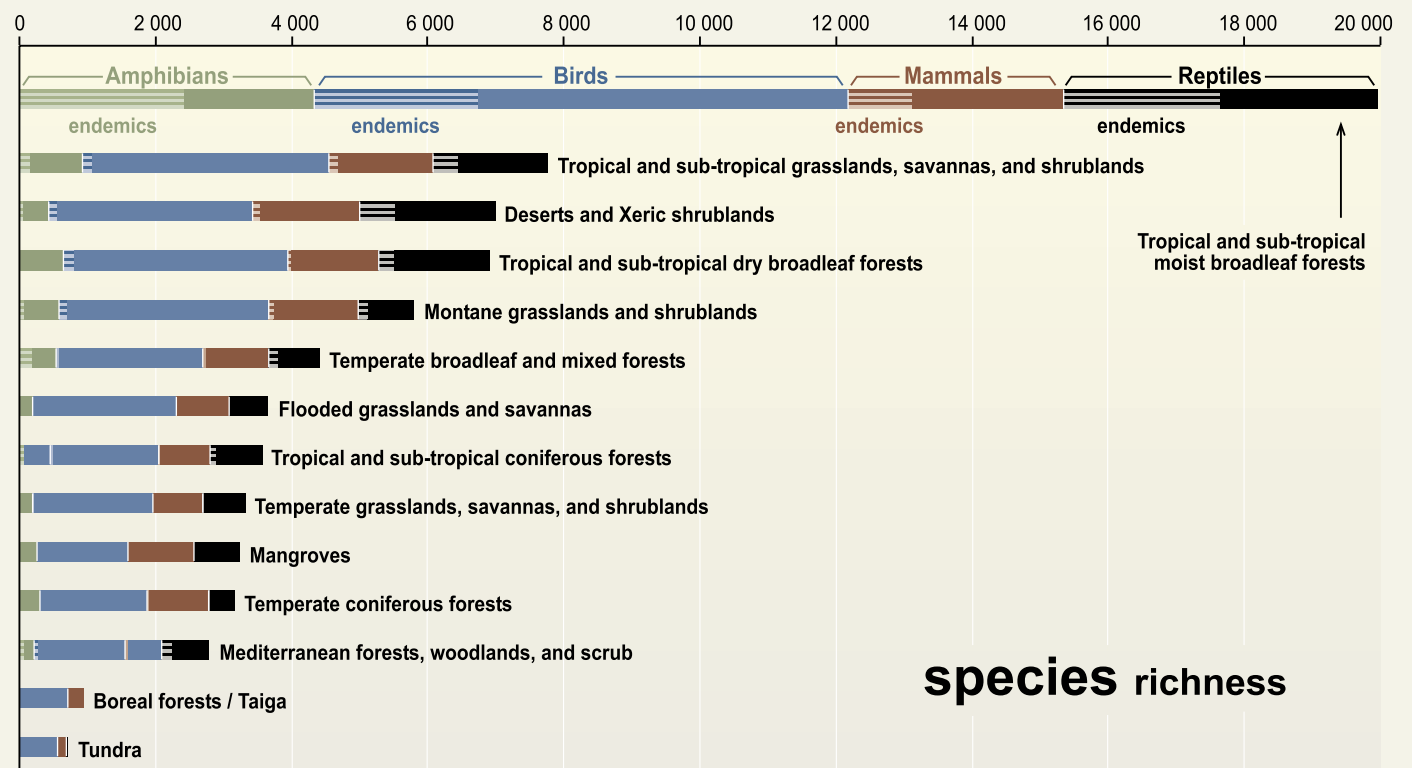 0 2 000 4 000 6 000 8 000 10 000 12 000 14 000 16 000 18 000 20 000
Amphibians Birds Mammals Reptiles
endemics endemics endemics endemics
Tropical and sub-tropical grasslands, savannas, and shrublands
Deserts and Xeric shrublands
Tropical and sub-tropical
moist broadleaf forests
Tropical and sub-tropical dry broadleaf forests
Montane grasslands and shrublands
Temperate broadleaf and mixed forests
Flooded grasslands and savannas
Tropical and sub-tropical coniferous forests
Temperate grasslands, savannas, and shrublands
Mangroves
Temperate coniferous forests
Mediterranean forests, woodlands, and scrub
species richness
Boreal forests / Taiga
Tundra